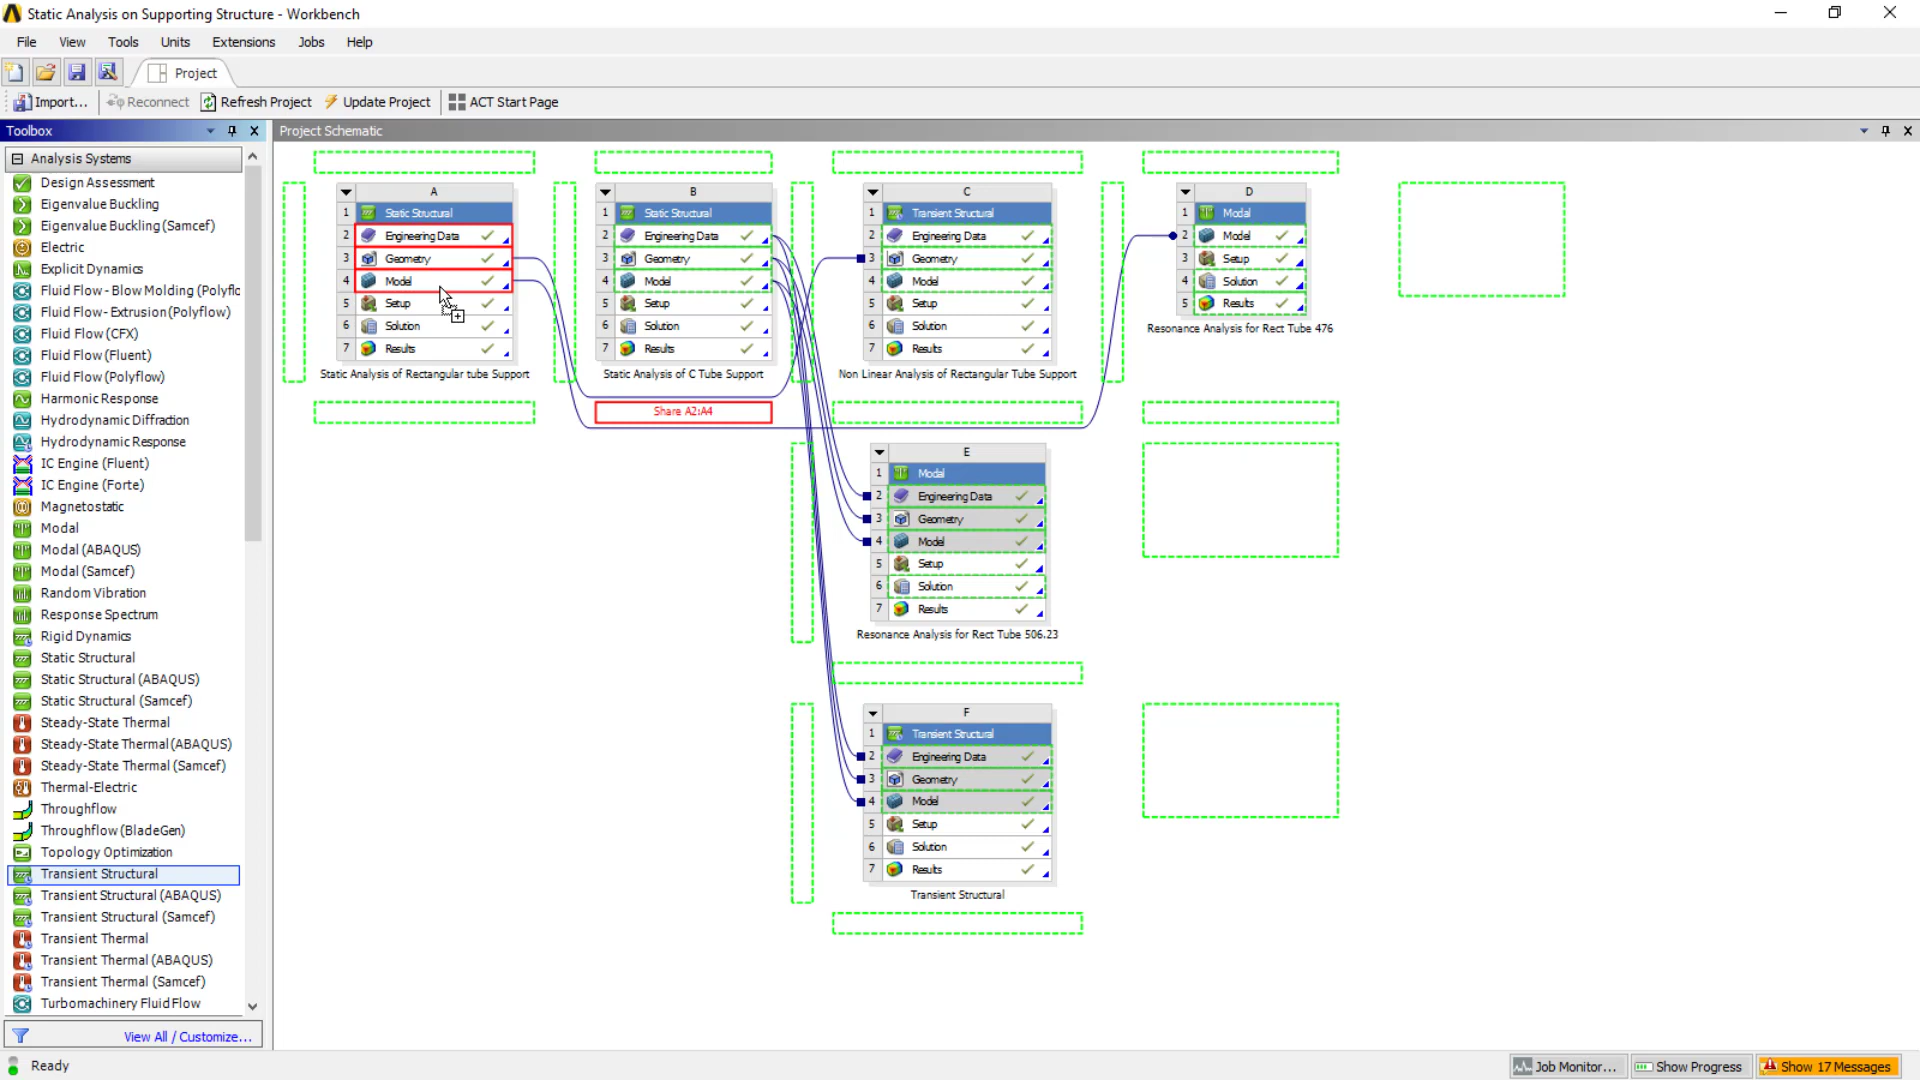 Static Analysis on Supporting Structure - Workbench
File View Tools Units Extensions Jobs Help
Project
Import... Reconnect Refresh Project Update Project ACT Start Page
Toolbox
Analysis Systems
Design Assessment
Eigenvalue Buckling
Eigenvalue Buckling (Samcef)
Electric
Explicit Dynamics
Fluid Flow - Blow Molding (Polyflo
Fluid Flow - Extrusion (Polyflow)
Fluid Flow (CFX)
Fluid Flow (Fluent)
Fluid Flow (Polyflow)
Harmonic Response
Hydrodynamic Diffraction
Hydrodynamic Response
IC Engine (Fluent)
IC Engine (Forte)
Magnetostatic
Modal
Modal (ABAQUS)
Modal (Samcef)
Random Vibration
Response Spectrum
Rigid Dynamics
Static Structural
Static Structural (ABAQUS)
Static Structural (Samcef)
Steady-State Thermal
Steady-State Thermal (ABAQUS)
Steady-State Thermal (Samcef)
Thermal-Electric
Throughflow
Throughflow (BladeGen)
Topology Optimization
Transient Structural
Transient Structural (ABAQUS)
Transient Structural (Samcef)
Transient Thermal
Transient Thermal (ABAQUS)
Transient Thermal (Samcef)
Turbomachinery Fluid Flow
View All / Customize...
Project Schematic
A
1 Static Structural
2 Engineering Data
3 Geometry
4 Model
5 Setup
6 Solution
7 Results
Static Analysis of Rectangular tube Support
B
1 Static Structural
2 Engineering Data
3 Geometry
4 Model
5 Setup
6 Solution
7 Results
Static Analysis of C Tube Support
Share A2:A4
C
1 Transient Structural
2 Engineering Data
3 Geometry
4 Model
5 Setup
6 Solution
7 Results
Non Linear Analysis of Rectangular Tube Support
D
1 Modal
2 Model
3 Setup
4 Solution
5 Results
Resonance Analysis for Rect Tube 476
E
1 Modal
2 Engineering Data
3 Geometry
4 Model
5 Setup
6 Solution
7 Results
Resonance Analysis for Rect Tube 506.23
F
1 Transient Structural
2 Engineering Data
3 Geometry
4 Model
5 Setup
6 Solution
7 Results
Transient Structural
Ready
Job Monitor... Show Progress Show 17 Messages